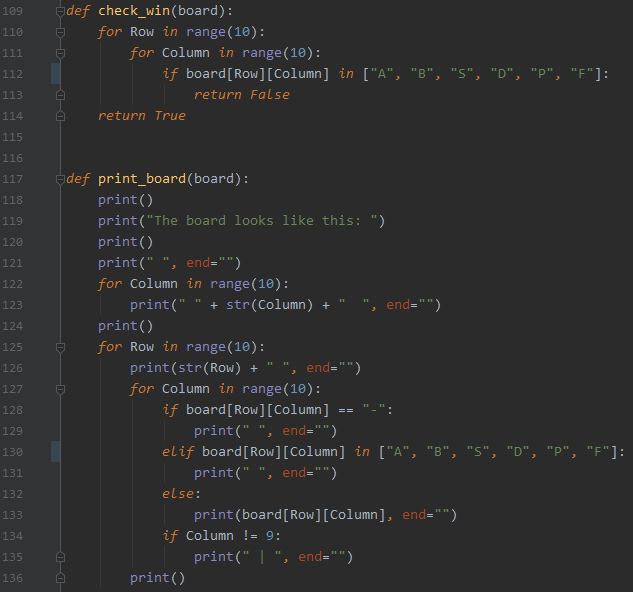 109 def check_win(board):
110     for Row in range(10):
111         for Column in range(10):
112             if board[Row][Column] in ["A", "B", "S", "D", "P", "F"]:
113                 return False
114     return True
115
116
117 def print_board(board):
118     print()
119     print("The board looks like this: ")
120     print()
121     print(" ", end="")
122     for Column in range(10):
123         print(" " + str(Column) + "  ", end="")
124     print()
125     for Row in range(10):
126         print(str(Row) + " ", end="")
127         for Column in range(10):
128             if board[Row][Column] == "-":
129                 print(" ", end="")
130             elif board[Row][Column] in ["A", "B", "S", "D", "P", "F"]:
131                 print(" ", end="")
132             else:
133                 print(board[Row][Column], end="")
134             if Column != 9:
135                 print(" | ", end="")
136         print()